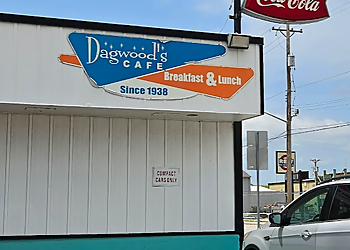 Coca-Cola
Dagwood's
CAFE
Breakfast & Lunch
Since 1938
COMPACT
CARS ONLY